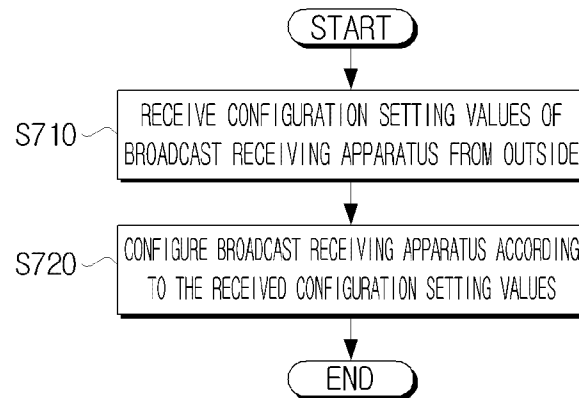 START
S710
RECEIVE CONFIGURATION SETTING VALUES OF
BROADCAST RECEIVING APPARATUS FROM OUTSIDE
S720
CONFIGURE BROADCAST RECEIVING APPARATUS ACCORDING
TO THE RECEIVED CONFIGURATION SETTING VALUES
END